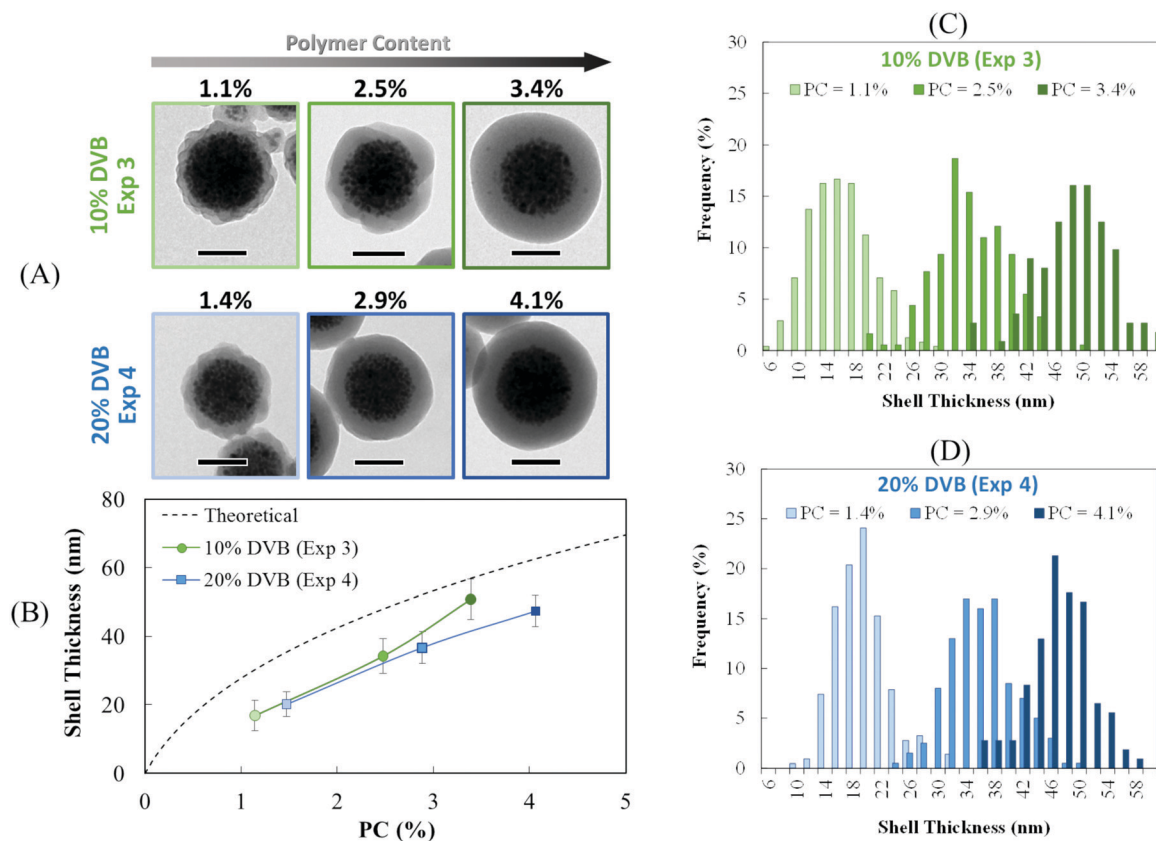 (A)
Polymer Content
1.1% 2.5% 3.4%
10% DVB
Exp 3
1.4% 2.9% 4.1%
20% DVB
Exp 4
(B)
80
60
40
20
0
Shell Thickness (nm)
Theoretical
10% DVB (Exp 3)
20% DVB (Exp 4)
0 1 2 3 4 5
PC (%)
(C)
10% DVB (Exp 3)
PC = 1.1% PC = 2.5% PC = 3.4%
30
25
20
15
10
5
0
Frequency (%)
6 10 14 18 22 26 30 34 38 42 46 50 54 58
Shell Thickness (nm)
(D)
20% DVB (Exp 4)
PC = 1.4% PC = 2.9% PC = 4.1%
30
25
20
15
10
5
0
Frequency (%)
6 10 14 18 22 26 30 34 38 42 46 50 54 58
Shell Thickness (nm)